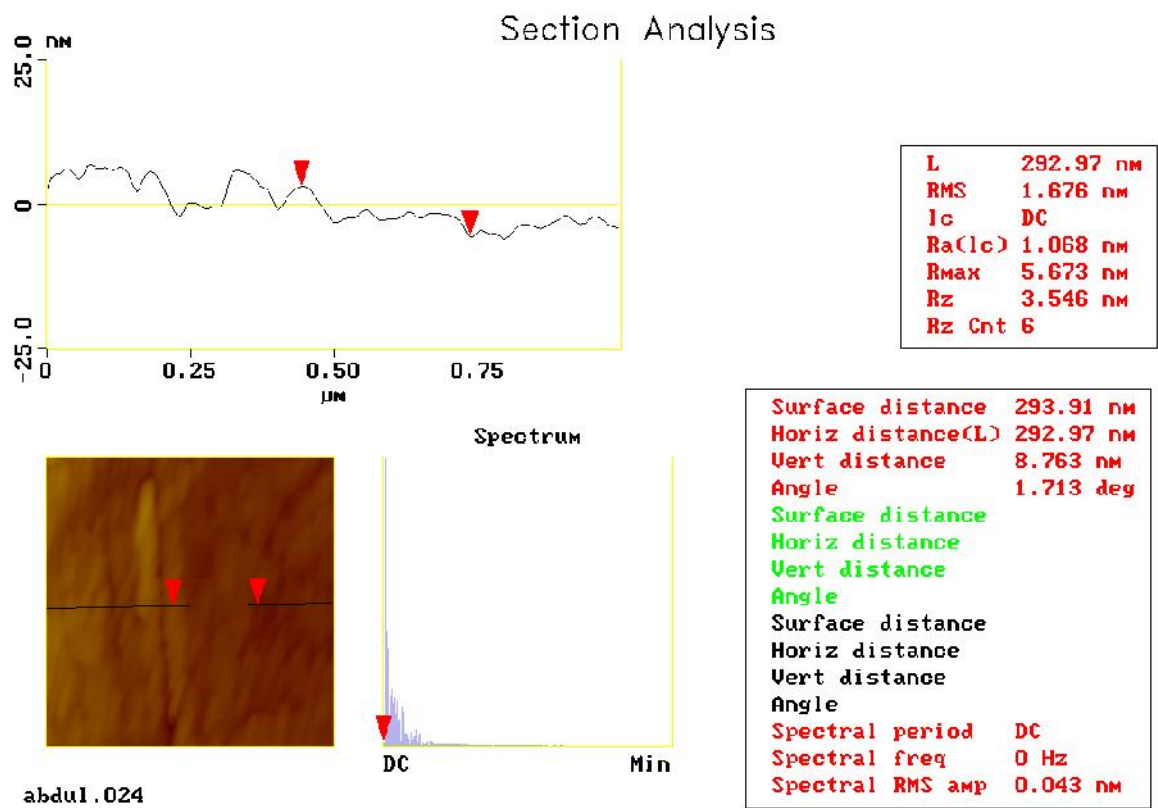 Section Analysis
nm
25.0
0
-25.0
0 0.25 0.50 0.75
µm
L 292.97 nm
RMS 1.676 nm
lc DC
Ra(lc) 1.068 nm
Rmax 5.673 nm
Rz 3.546 nm
Rz Cnt 6
Surface distance 293.91 nm
Horiz distance(L) 292.97 nm
Vert distance 8.763 nm
Angle 1.713 deg
Surface distance
Horiz distance
Vert distance
Angle
Surface distance
Horiz distance
Vert distance
Angle
Spectral period DC
Spectral freq 0 Hz
Spectral RMS amp 0.043 nm
Spectrum
DC Min
abdul.024